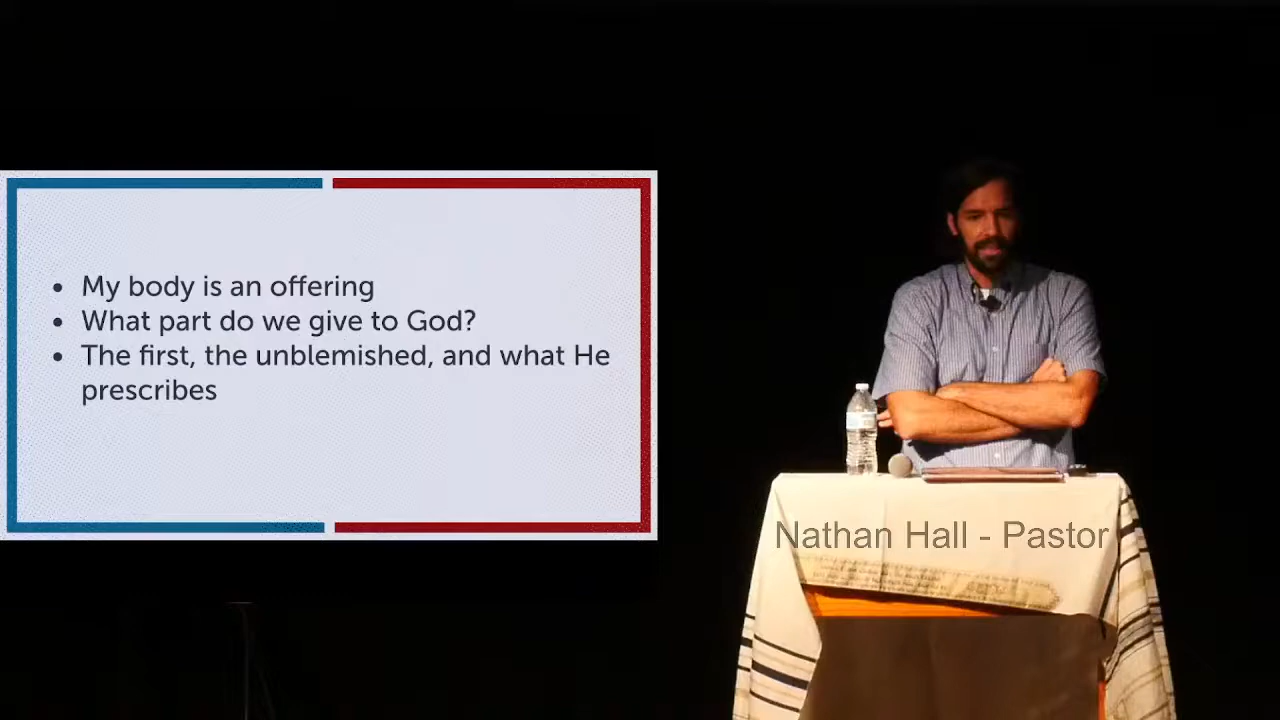 My body is an offering
What part do we give to God?
The first, the unblemished, and what He
prescribes
Nathan Hall - Pastor